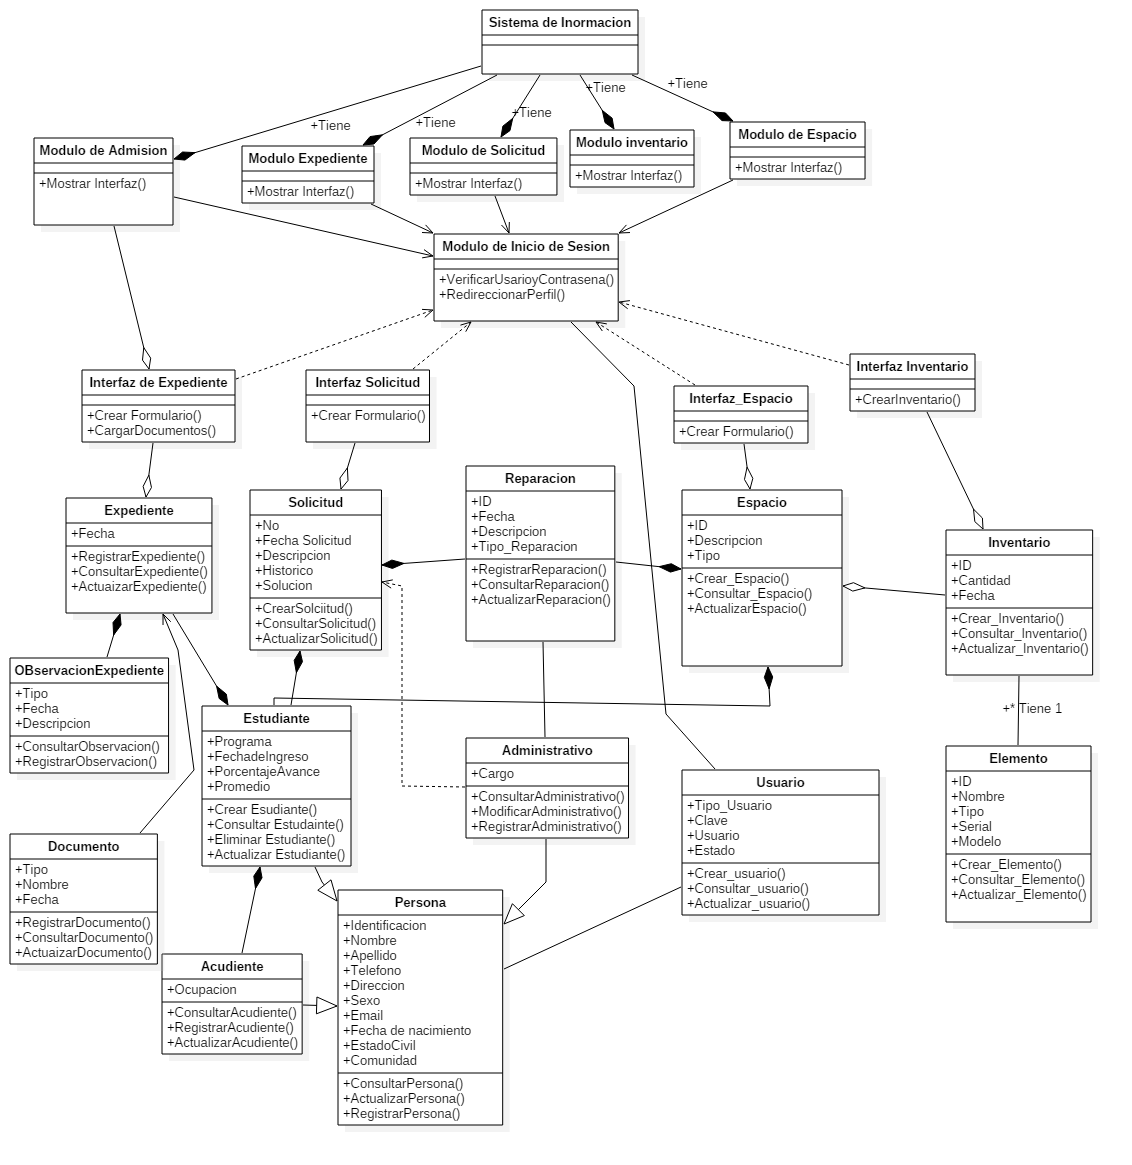 Sistema de Inormacion
+Tiene
+Tiene
+Tiene
+Tiene
+Tiene
Modulo de Admision
+Mostrar Interfaz()
Modulo Expediente
+Mostrar Interfaz()
Modulo de Solicitud
+Mostrar Interfaz()
Modulo inventario
+Mostrar Interfaz()
Modulo de Espacio
+Mostrar Interfaz()
Modulo de Inicio de Sesion
+VerificarUsarioyContrasena()
+RedireccionarPerfil()
Interfaz de Expediente
+Crear Formulario()
+CargarDocumentos()
Interfaz Solicitud
+Crear Formulario()
Interfaz_Espacio
+Crear Formulario()
Interfaz Inventario
+CrearInventario()
Expediente
+Fecha
+RegistrarExpediente()
+ConsultarExpediente()
+ActuaizarExpediente()
Solicitud
+No
+Fecha Solicitud
+Descripcion
+Historico
+Solucion
+CrearSolciitud()
+ConsultarSolicitud()
+ActualizarSolicitud()
Reparacion
+ID
+Fecha
+Descripcion
+Tipo_Reparacion
+RegistrarReparacion()
+ConsultarReparacion()
+ActualizarReparacion()
Espacio
+ID
+Descripcion
+Tipo
+Crear_Espacio()
+Consultar_Espacio()
+ActualizarEspacio()
Inventario
+ID
+Cantidad
+Fecha
+Crear_Inventario()
+Consultar_Inventario()
+Actualizar_Inventario()
+* Tiene 1
OBservacionExpediente
+Tipo
+Fecha
+Descripcion
+ConsultarObservacion()
+RegistrarObservacion()
Estudiante
+Programa
+FechadeIngreso
+PorcentajeAvance
+Promedio
+Crear Esudiante()
+Consultar Estudainte()
+Eliminar Estudiante()
+Actualizar Estudiante()
Administrativo
+Cargo
+ConsultarAdministrativo()
+ModificarAdministrativo()
+RegistrarAdministrativo()
Usuario
+Tipo_Usuario
+Clave
+Usuario
+Estado
+Crear_usuario()
+Consultar_usuario()
+Actualizar_usuario()
Elemento
+ID
+Nombre
+Tipo
+Serial
+Modelo
+Crear_Elemento()
+Consultar_Elemento()
+Actualizar_Elemento()
Documento
+Tipo
+Nombre
+Fecha
+RegistrarDocumento()
+ConsultarDocumento()
+ActuaizarDocumento()
Acudiente
+Ocupacion
+ConsultarAcudiente()
+RegistrarAcudiente()
+ActualizarAcudiente()
Persona
+Identificacion
+Nombre
+Apellido
+Telefono
+Direccion
+Sexo
+Email
+Fecha de nacimiento
+EstadoCivil
+Comunidad
+ConsultarPersona()
+ActualizarPersona()
+RegistrarPersona()